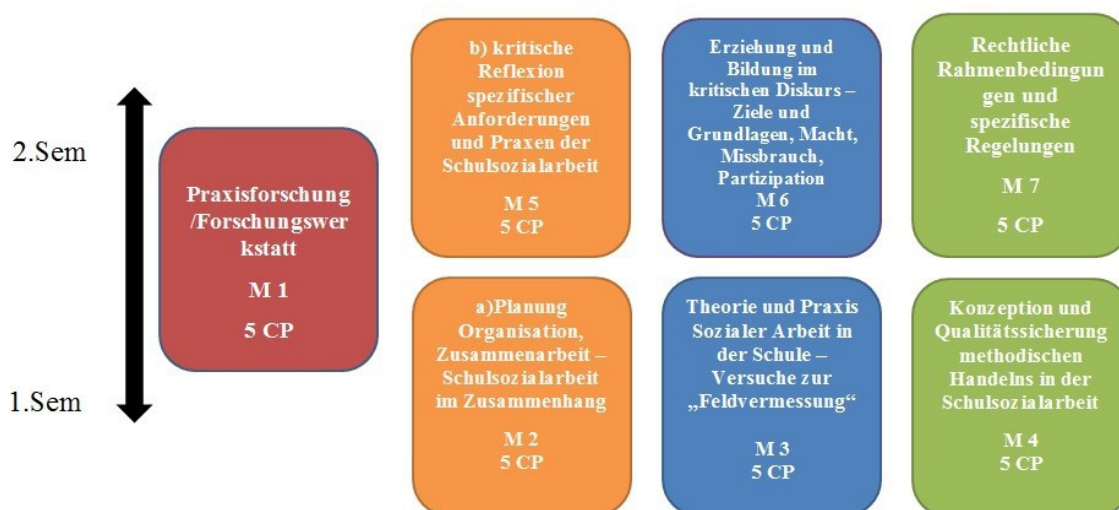 2.Sem
1.Sem
Praxisforschung
/Forschungswer
kstatt
M 1
5 CP
b) kritische
Reflexion
spezifischer
Anforderungen
und Praxen der
Schulsozialarbeit
M 5
5 CP
Erziehung und
Bildung im
kritischen Diskurs –
Ziele und
Grundlagen, Macht,
Missbrauch,
Partizipation
M 6
5 CP
Rechtliche
Rahmenbedingun
gen und
spezifische
Regelungen
M 7
5 CP
a)Planung
Organisation,
Zusammenarbeit –
Schulsozialarbeit
im Zusammenhang
M 2
5 CP
Theorie und Praxis
Sozialer Arbeit in
der Schule –
Versuche zur
„Feldvermessung“
M 3
5 CP
Konzeption und
Qualitätssicherung
methodischen
Handelns in der
Schulsozialarbeit
M 4
5 CP